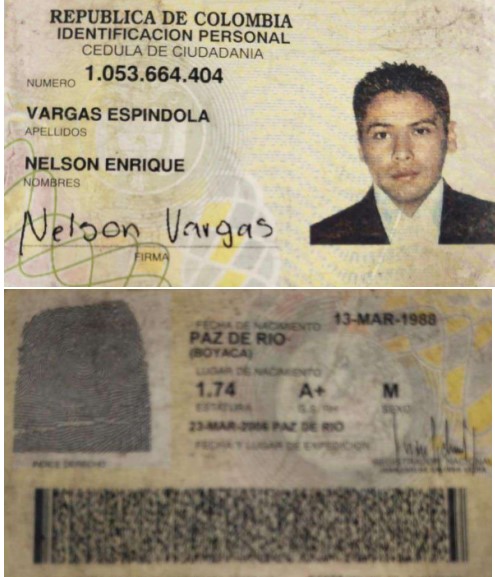 REPUBLICA DE COLOMBIA
IDENTIFICACION PERSONAL
CEDULA DE CIUDADANIA
NUMERO 1.053.664.404
VARGAS ESPINDOLA
APELLIDOS
NELSON ENRIQUE
NOMBRES
Nelson Vargas
FIRMA
FECHA DE NACIMIENTO 13-MAR-1988
PAZ DE RIO
(BOYACA)
LUGAR DE NACIMIENTO
1.74 A+ M
ESTATURA G.S. RH SEXO
23-MAR-2006 PAZ DE RIO
FECHA Y LUGAR DE EXPEDICION
INDICE DERECHO